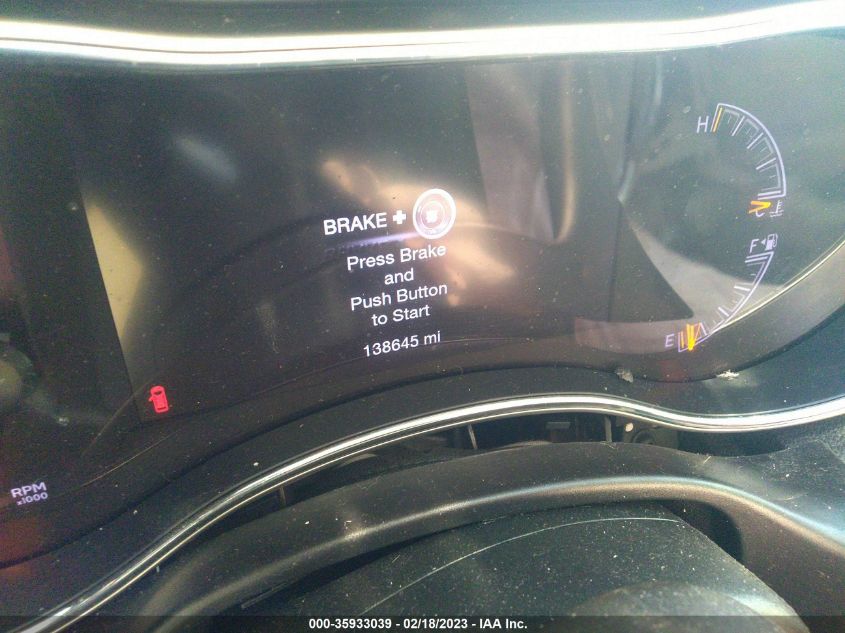 H
C
BRAKE +
Press Brake
and
Push Button
to Start
138645 mi
F
E
RPM
x1000
000-35933039 - 02/18/2023 - IAA Inc.